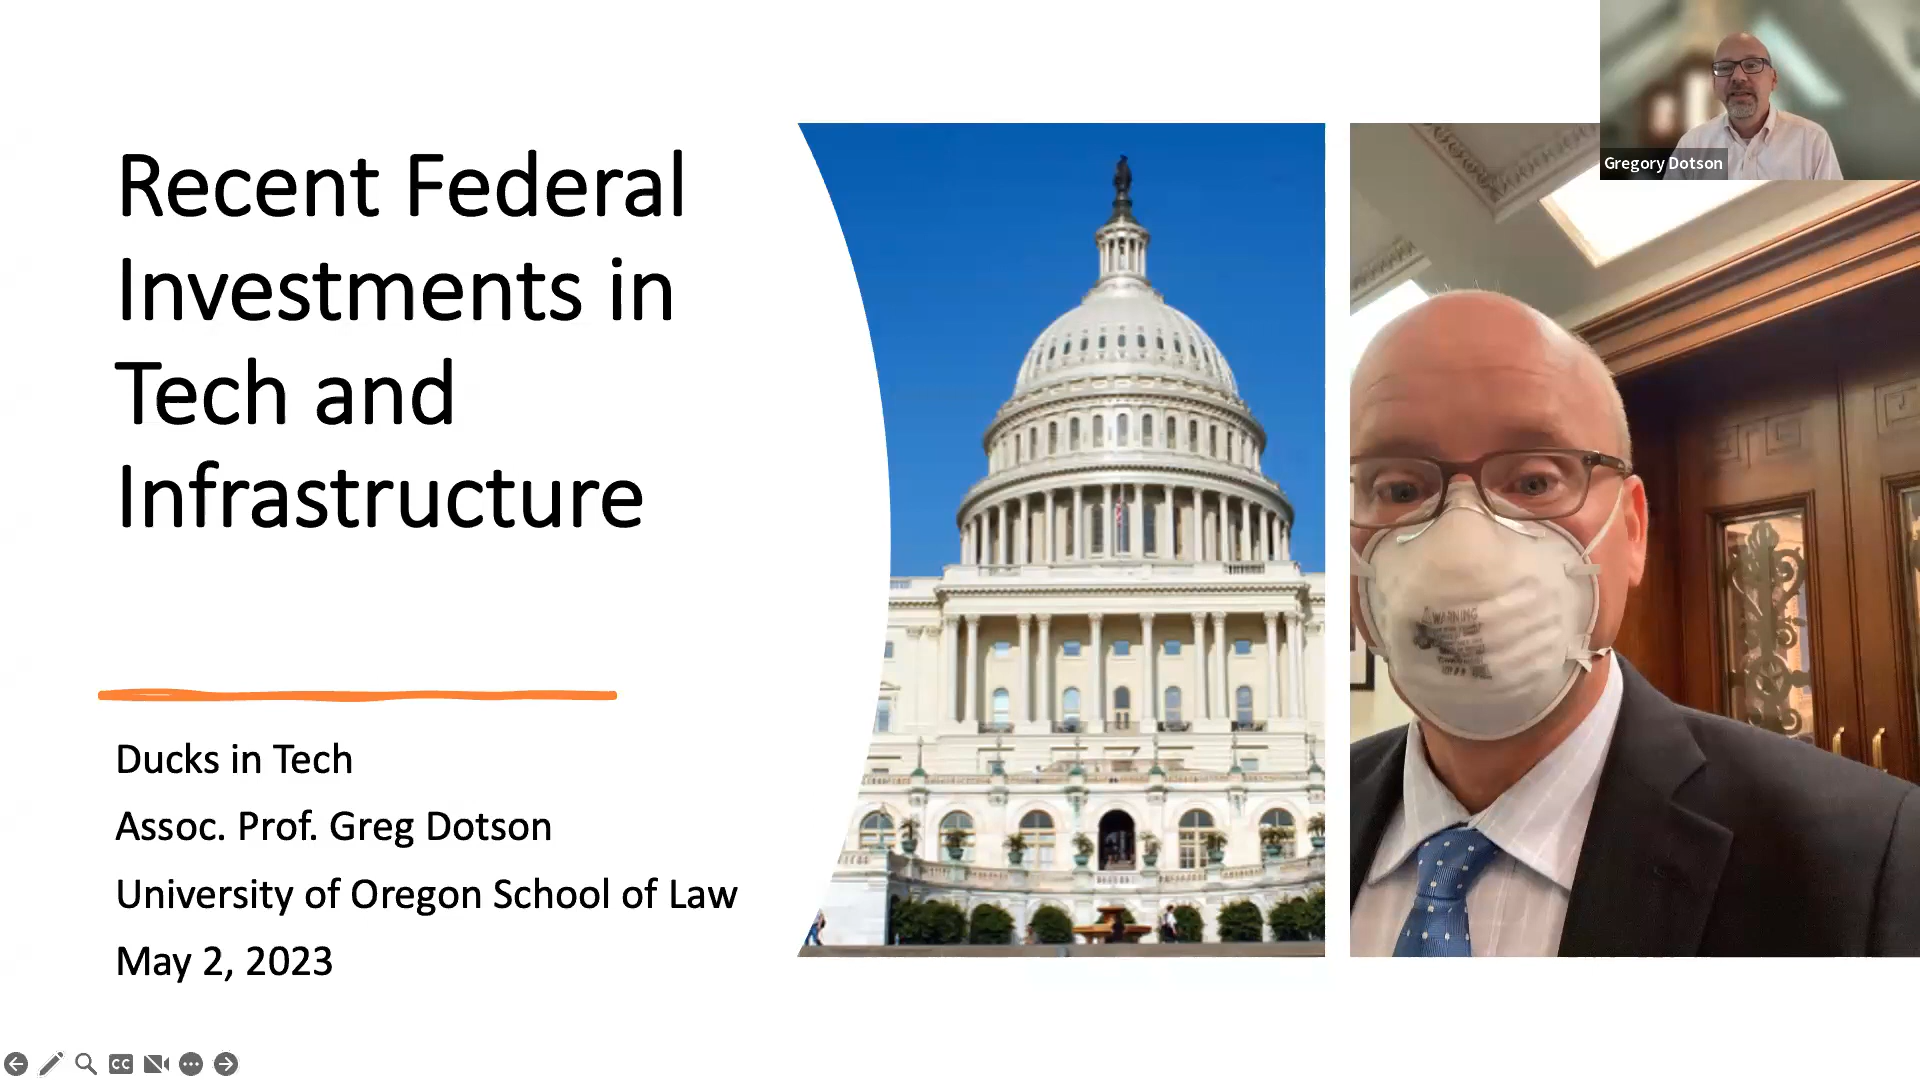 Recent Federal
Investments in
Tech and
Infrastructure
Ducks in Tech
Assoc. Prof. Greg Dotson
University of Oregon School of Law
May 2, 2023
Gregory Dotson
WARNING
CC